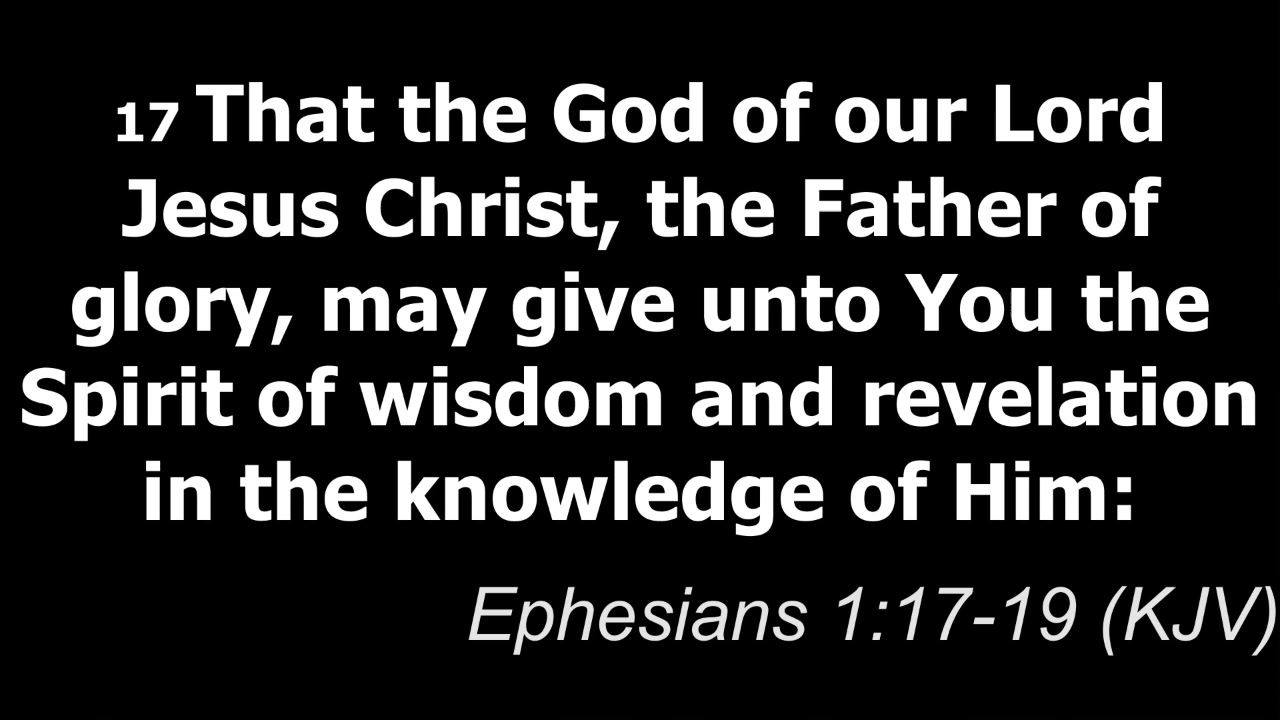 17 That the God of our Lord
Jesus Christ, the Father of
glory, may give unto You the
Spirit of wisdom and revelation
in the knowledge of Him:
Ephesians 1:17-19 (KJV)